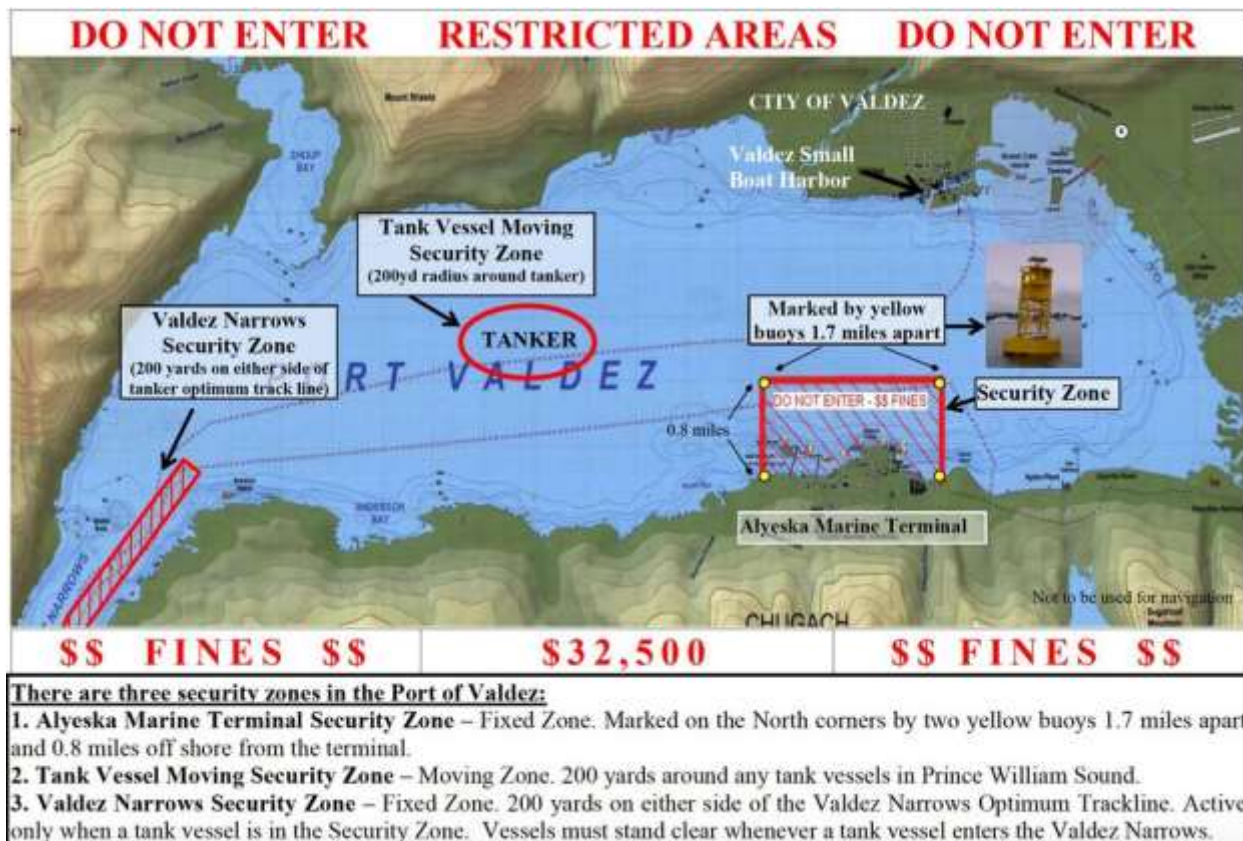 DO NOT ENTER RESTRICTED AREAS DO NOT ENTER
Mount Shasta
CITY OF VALDEZ
SHOUP
BAY
Valdez Small
Boat Harbor
Tank Vessel Moving
Security Zone
(200yd radius around tanker)
Valdez Narrows
Security Zone
(200 yards on either side of
tanker optimum track line)
Marked by yellow
buoys 1.7 miles apart
TANKER
RT VALDEZ
Security Zone
DO NOT ENTER - $$ FINES
0.8 miles
ANDERSON
BAY
Alyeska Marine Terminal
NARROWS
Not to be used for navigation
CHUGACH
$$ FINES $$ $32,500 $$ FINES $$
There are three security zones in the Port of Valdez:
1. Alyeska Marine Terminal Security Zone – Fixed Zone. Marked on the North corners by two yellow buoys 1.7 miles apart
and 0.8 miles off shore from the terminal.
2. Tank Vessel Moving Security Zone – Moving Zone. 200 yards around any tank vessels in Prince William Sound.
3. Valdez Narrows Security Zone – Fixed Zone. 200 yards on either side of the Valdez Narrows Optimum Trackline. Active
only when a tank vessel is in the Security Zone. Vessels must stand clear whenever a tank vessel enters the Valdez Narrows.